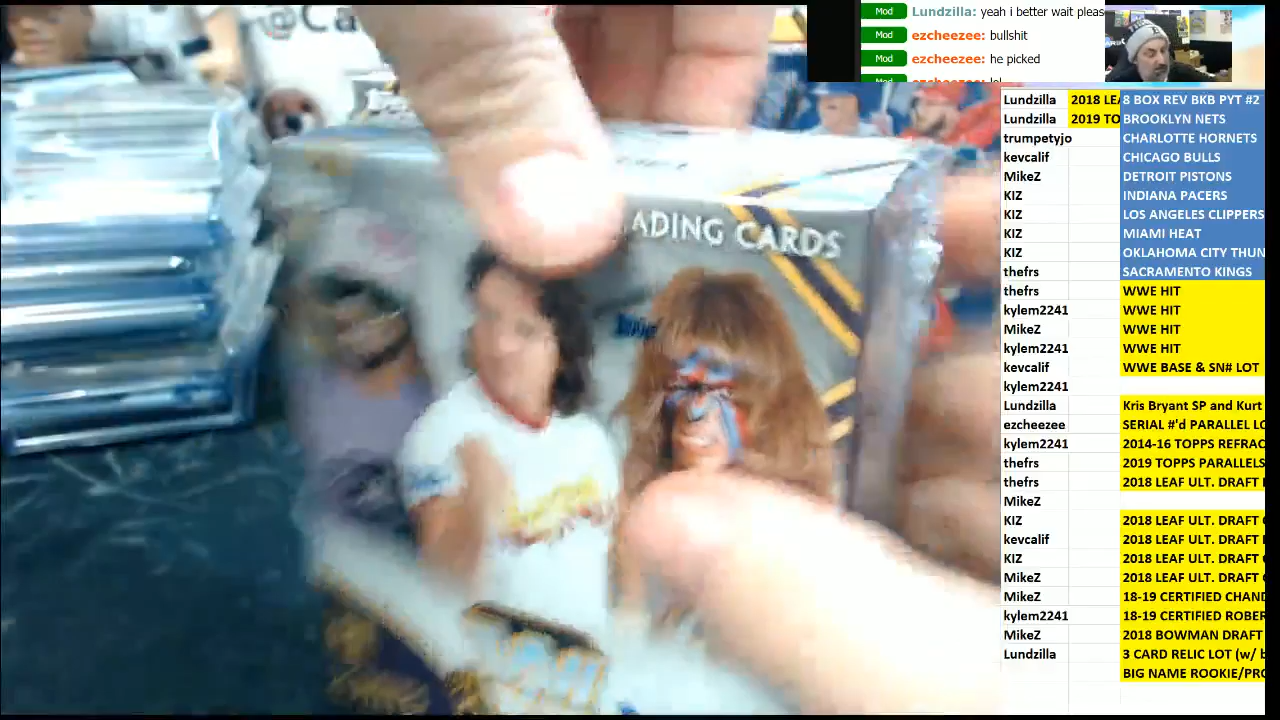 @Ca
Mod Lundzilla: yeah i better wait pleas
Mod ezcheezee: bullshit
Mod ezcheezee: he picked
Mod ezcheezee: lol
ADING CARDS
Lundzilla 2018 LEA 8 BOX REV BKB PYT #2
Lundzilla 2019 TO BROOKLYN NETS
trumpetyjo CHARLOTTE HORNETS
kevcalif CHICAGO BULLS
MikeZ DETROIT PISTONS
KIZ INDIANA PACERS
KIZ LOS ANGELES CLIPPERS
KIZ MIAMI HEAT
KIZ OKLAHOMA CITY THUN
thefrs SACRAMENTO KINGS
thefrs WWE HIT
kylem2241 WWE HIT
MikeZ WWE HIT
kylem2241 WWE HIT
kevcalif WWE BASE & SN# LOT
kylem2241
Lundzilla Kris Bryant SP and Kurt
ezcheezee SERIAL #'d PARALLEL LO
kylem2241 2014-16 TOPPS REFRAC
thefrs 2019 TOPPS PARALLELS
thefrs 2018 LEAF ULT. DRAFT
MikeZ
KIZ 2018 LEAF ULT. DRAFT
kevcalif 2018 LEAF ULT. DRAFT
KIZ 2018 LEAF ULT. DRAFT
MikeZ 2018 LEAF ULT. DRAFT
MikeZ 18-19 CERTIFIED CHAND
kylem2241 18-19 CERTIFIED ROBER
MikeZ 2018 BOWMAN DRAFT
Lundzilla 3 CARD RELIC LOT (w/ b
BIG NAME ROOKIE/PRO